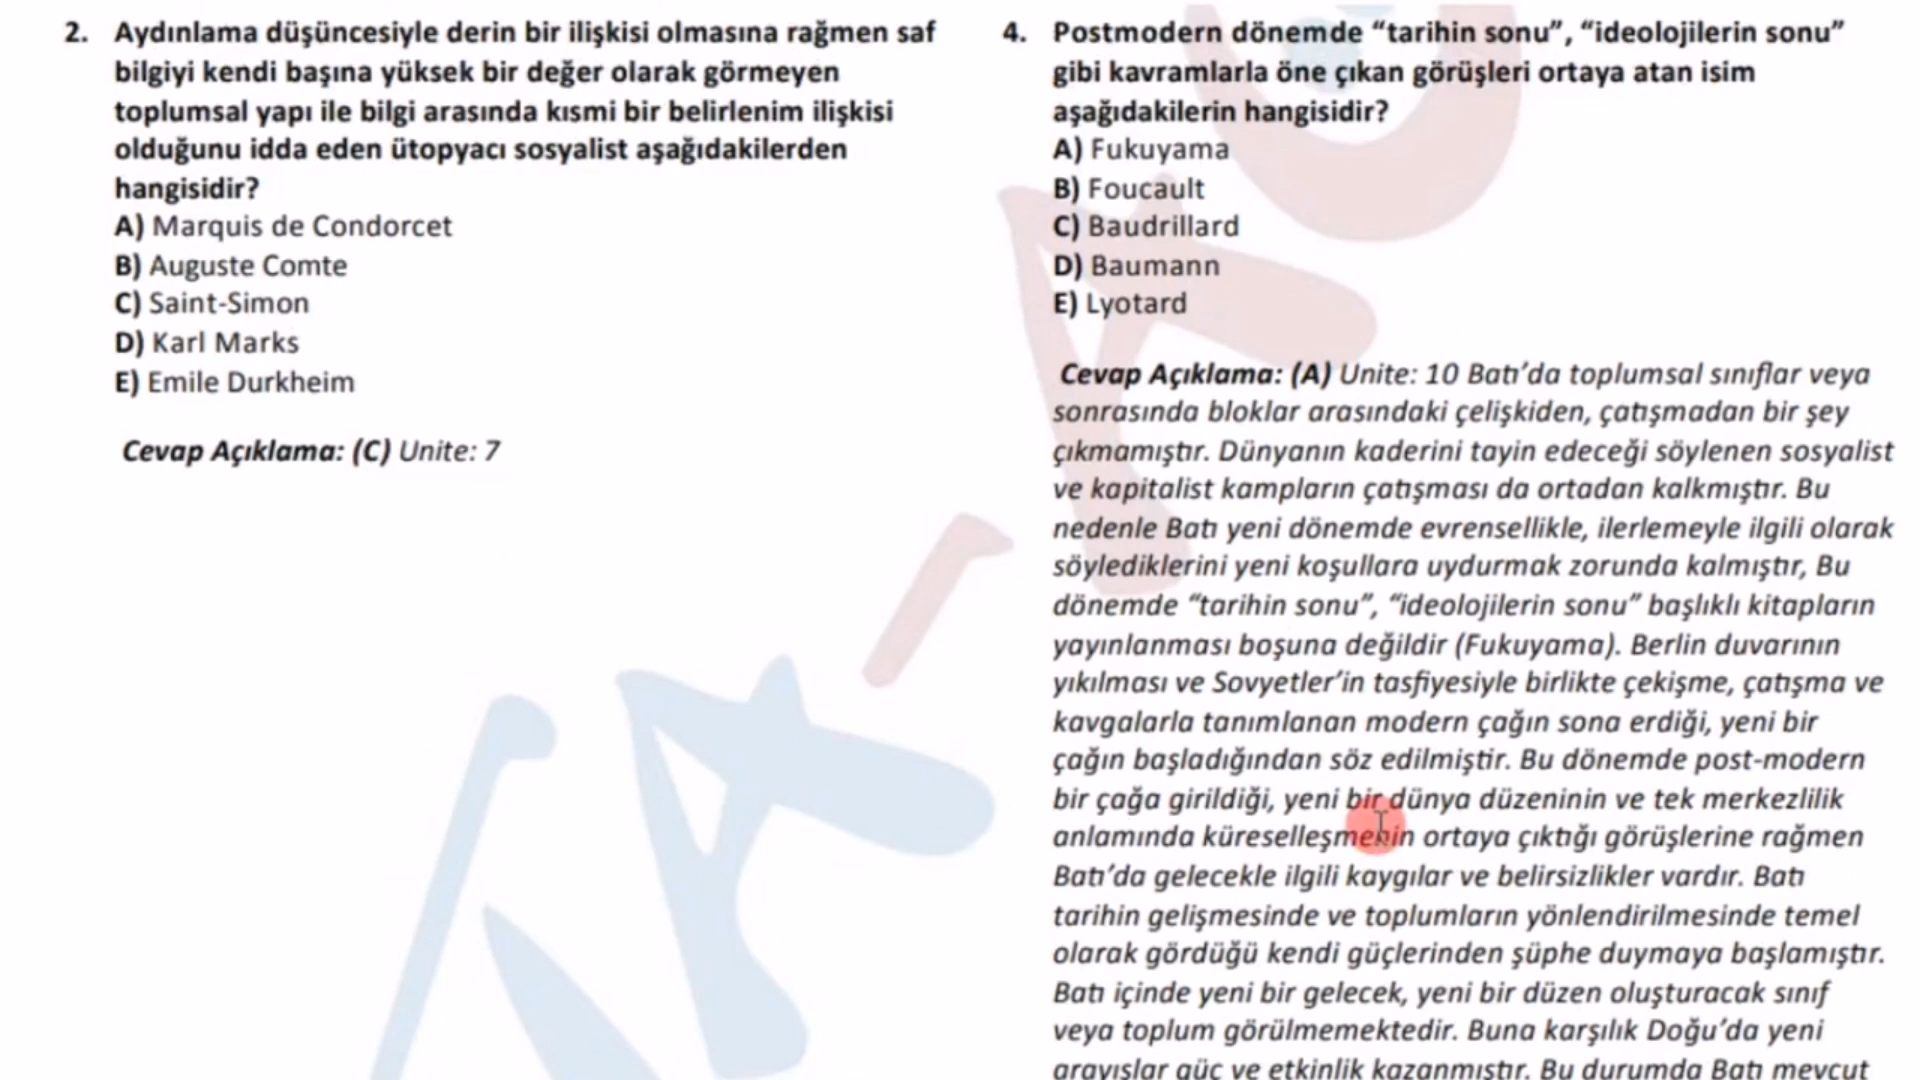 2. Aydınlama düşüncesiyle derin bir ilişkisi olmasına rağmen saf
bilgiyi kendi başına yüksek bir değer olarak görmeyen
toplumsal yapı ile bilgi arasında kısmi bir belirlenim ilişkisi
olduğunu idda eden ütopyacı sosyalist aşağıdakilerden
hangisidir?
A) Marquis de Condorcet
B) Auguste Comte
C) Saint-Simon
D) Karl Marks
E) Emile Durkheim
Cevap Açıklama: (C) Unite: 7
4. Postmodern dönemde “tarihin sonu”, “ideolojilerin sonu”
gibi kavramlarla öne çıkan görüşleri ortaya atan isim
aşağıdakilerin hangisidir?
A) Fukuyama
B) Foucault
C) Baudrillard
D) Baumann
E) Lyotard
Cevap Açıklama: (A) Unite: 10 Batı’da toplumsal sınıflar veya
sonrasında bloklar arasındaki çelişkiden, çatışmadan bir şey
çıkmamıştır. Dünyanın kaderini tayin edeceği söylenen sosyalist
ve kapitalist kampların çatışması da ortadan kalkmıştır. Bu
nedenle Batı yeni dönemde evrensellikle, ilerlemeyle ilgili olarak
söylediklerini yeni koşullara uydurmak zorunda kalmıştır, Bu
dönemde “tarihin sonu”, “ideolojilerin sonu” başlıklı kitapların
yayınlanması boşuna değildir (Fukuyama). Berlin duvarının
yıkılması ve Sovyetler’in tasfiyesiyle birlikte çekişme, çatışma ve
kavgalarla tanımlanan modern çağın sona erdiği, yeni bir
çağın başladığından söz edilmiştir. Bu dönemde post-modern
bir çağa girildiği, yeni bir dünya düzeninin ve tek merkezlilik
anlamında küreselleşmenin ortaya çıktığı görüşlerine rağmen
Batı’da gelecekle ilgili kaygılar ve belirsizlikler vardır. Batı
tarihin gelişmesinde ve toplumların yönlendirilmesinde temel
olarak gördüğü kendi güçlerinden şüphe duymaya başlamıştır.
Batı içinde yeni bir gelecek, yeni bir düzen oluşturacak sınıf
veya toplum görülmemektedir. Buna karşılık Doğu’da yeni
arayışlar güç ve etkinlik kazanmıştır. Bu durumda Batı mevcut